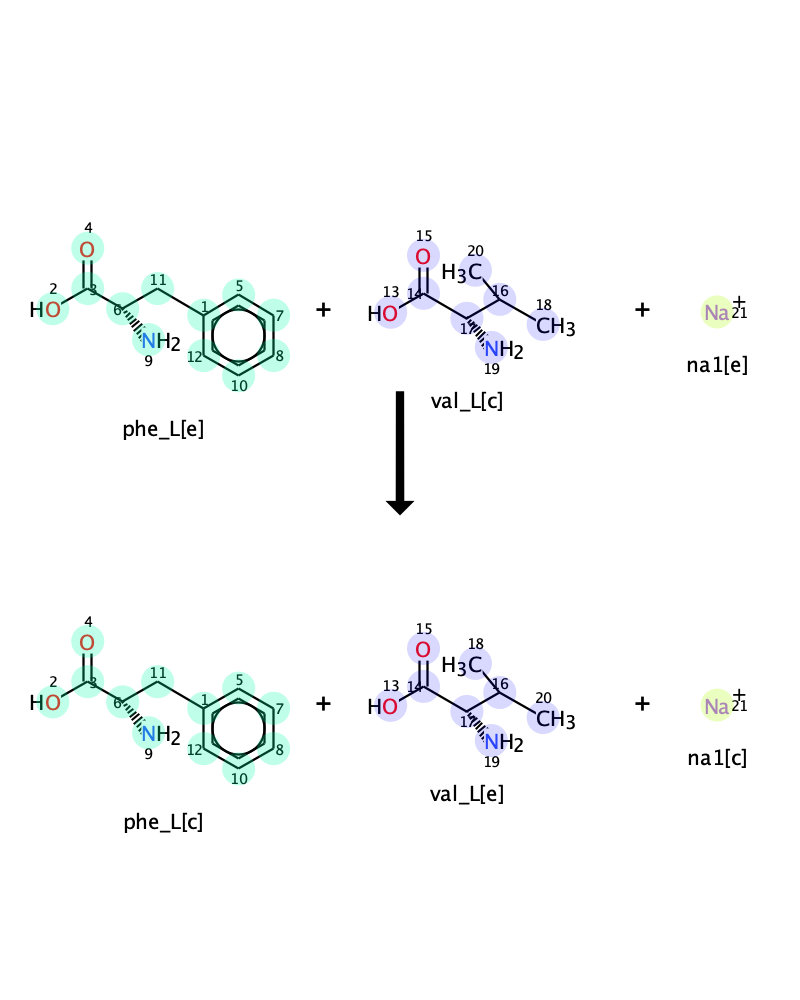 4
O
2
HO
3
6
11
NH2
9
1
5
7
8
10
12
phe_L[e]
+
15
O
13
HO
14
20
H3C
16
18
CH3
17
NH2
19
val_L[c]
+
Na+
21
na1[e]
4
O
2
HO
3
6
11
NH2
9
1
5
7
8
10
12
phe_L[c]
+
15
O
13
HO
14
18
H3C
16
20
CH3
17
NH2
19
val_L[e]
+
Na+
21
na1[c]